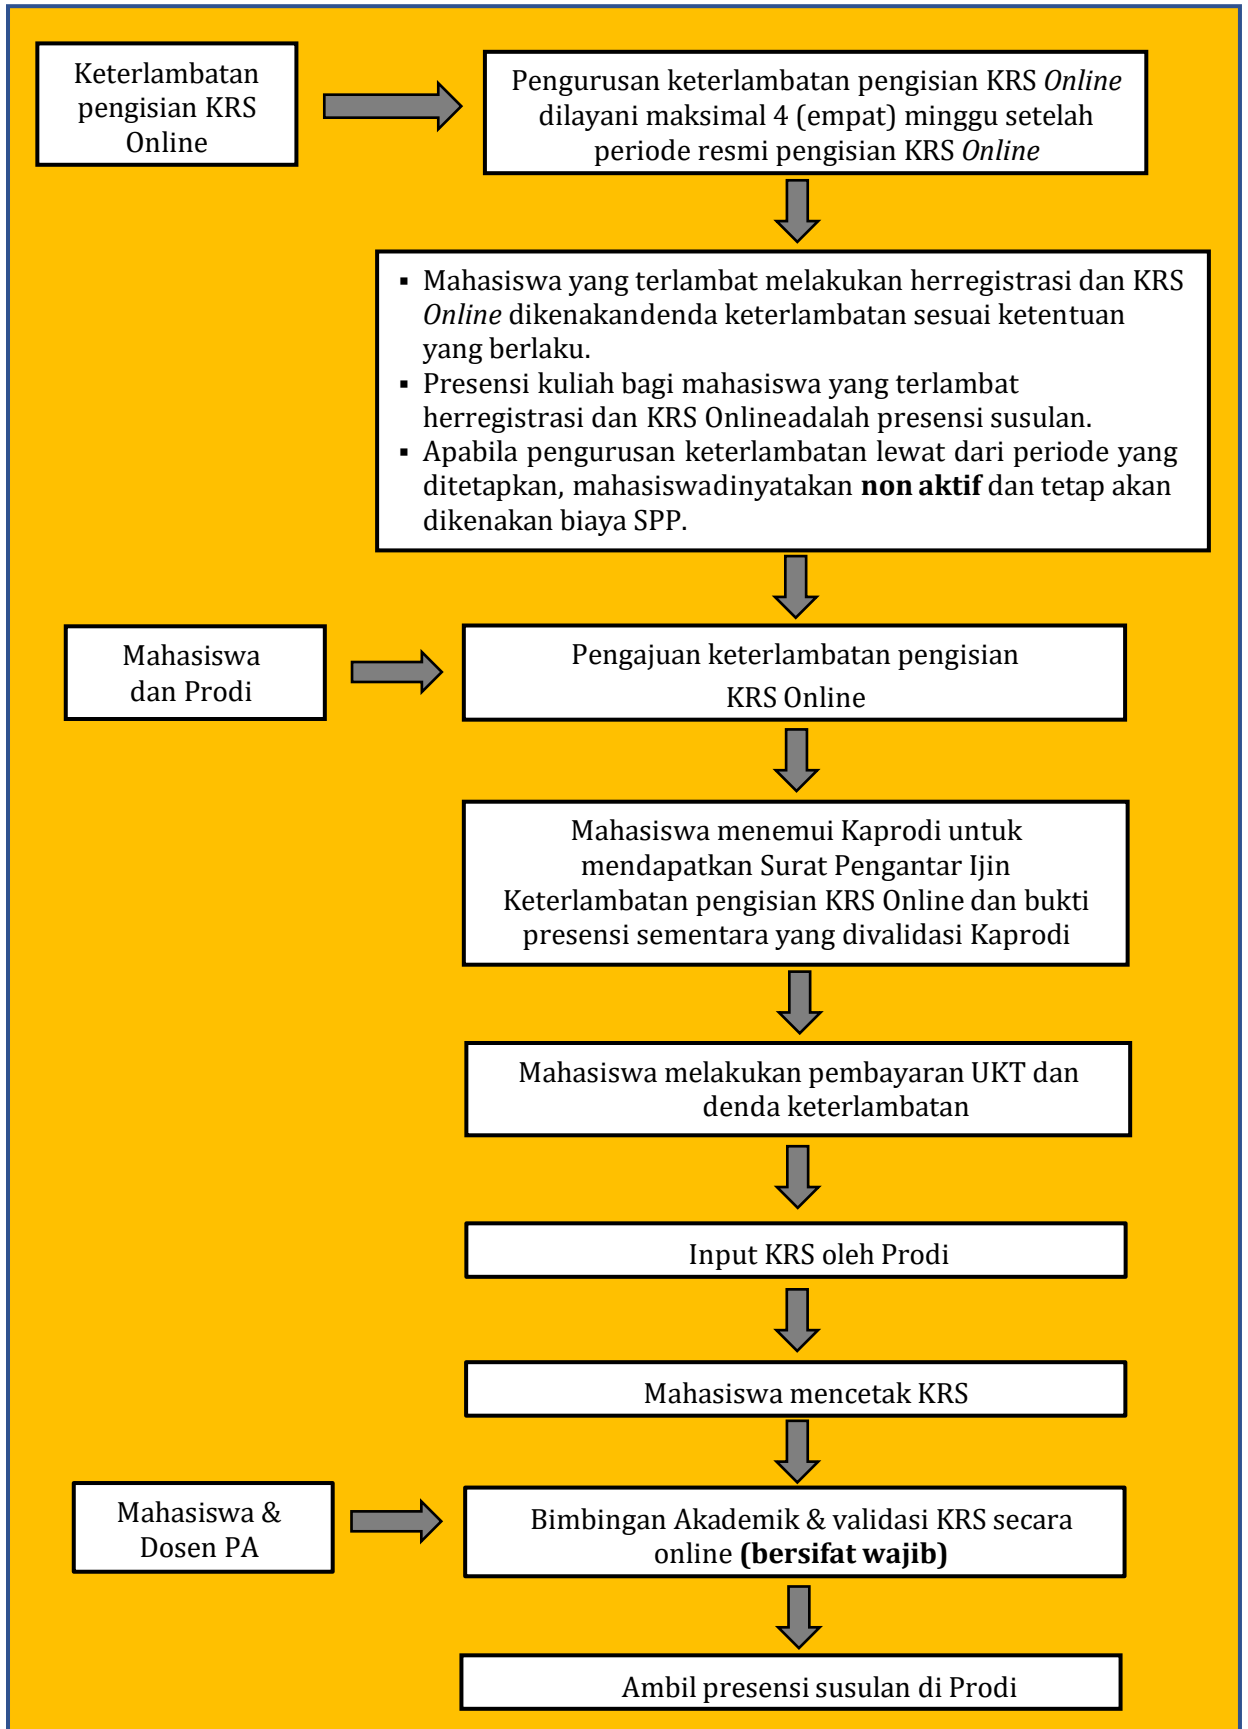 Keterlambatan
pengisian KRS
Online
Pengurusan keterlambatan pengisian KRS Online
dilayani maksimal 4 (empat) minggu setelah
periode resmi pengisian KRS Online
▪ Mahasiswa yang terlambat melakukan herregistrasi dan KRS
Online dikenakandenda keterlambatan sesuai ketentuan
yang berlaku.
▪ Presensi kuliah bagi mahasiswa yang terlambat
herregistrasi dan KRS Onlineadalah presensi susulan.
▪ Apabila pengurusan keterlambatan lewat dari periode yang
ditetapkan, mahasiswadinyatakan non aktif dan tetap akan
dikenakan biaya SPP.
Mahasiswa
dan Prodi
Pengajuan keterlambatan pengisian
KRS Online
Mahasiswa menemui Kaprodi untuk
mendapatkan Surat Pengantar Ijin
Keterlambatan pengisian KRS Online dan bukti
presensi sementara yang divalidasi Kaprodi
Mahasiswa melakukan pembayaran UKT dan
denda keterlambatan
Input KRS oleh Prodi
Mahasiswa mencetak KRS
Mahasiswa &
Dosen PA
Bimbingan Akademik & validasi KRS secara
online (bersifat wajib)
Ambil presensi susulan di Prodi